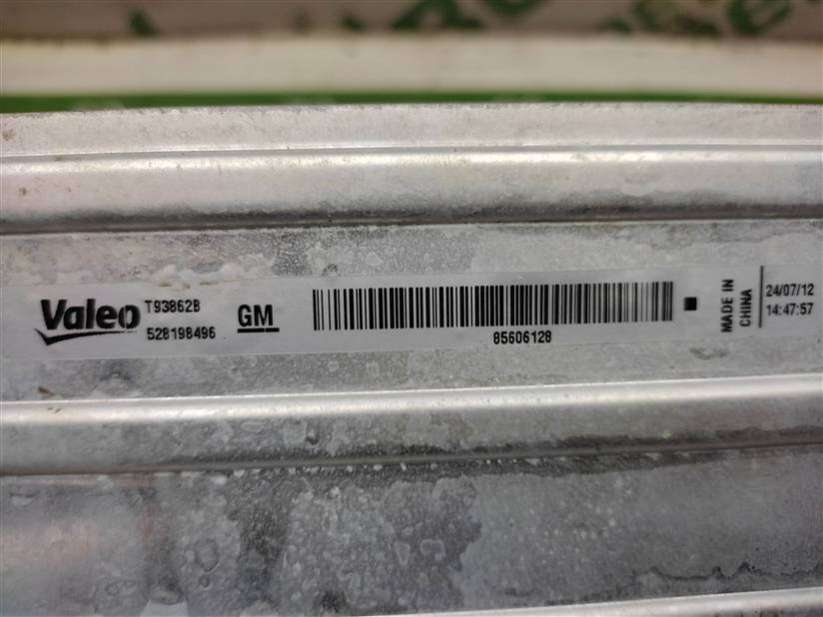 Valeo
T93862B
528198496
GM
85606128
MADE IN
CHINA
24/07/12
14:47:57